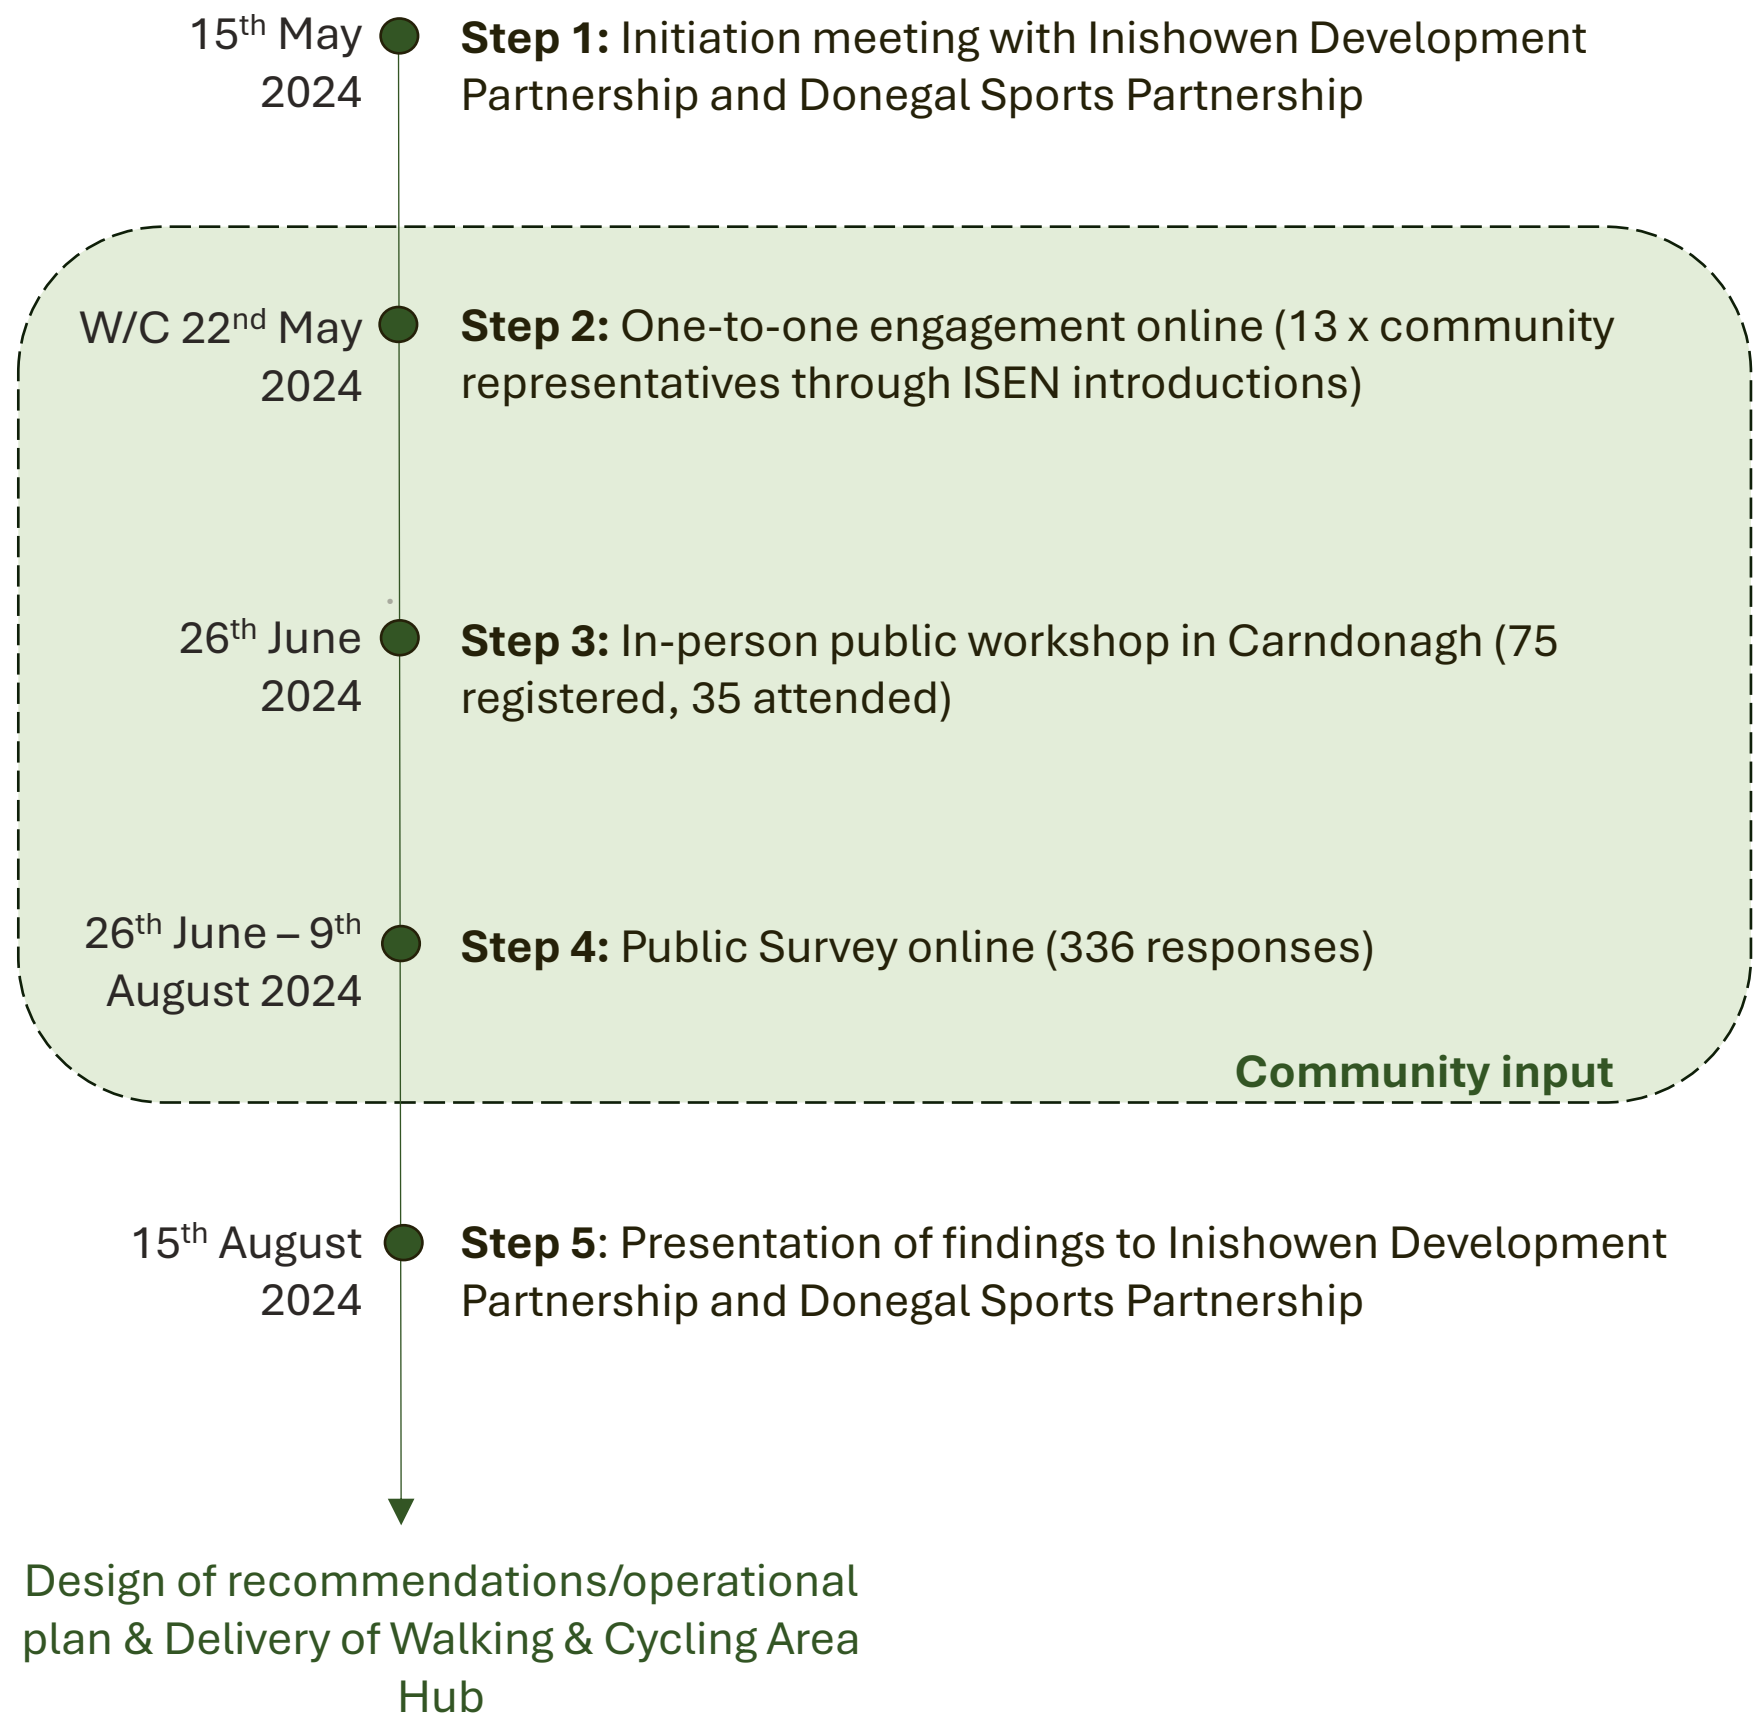 15th May
2024
Step 1: Initiation meeting with Inishowen Development
Partnership and Donegal Sports Partnership
W/C 22nd May
2024
Step 2: One-to-one engagement online (13 x community
representatives through ISEN introductions)
26th June
2024
Step 3: In-person public workshop in Carndonagh (75
registered, 35 attended)
26th June – 9th
August 2024
Step 4: Public Survey online (336 responses)
Community input
15th August
2024
Step 5: Presentation of findings to Inishowen Development
Partnership and Donegal Sports Partnership
Design of recommendations/operational
plan & Delivery of Walking & Cycling Area
Hub